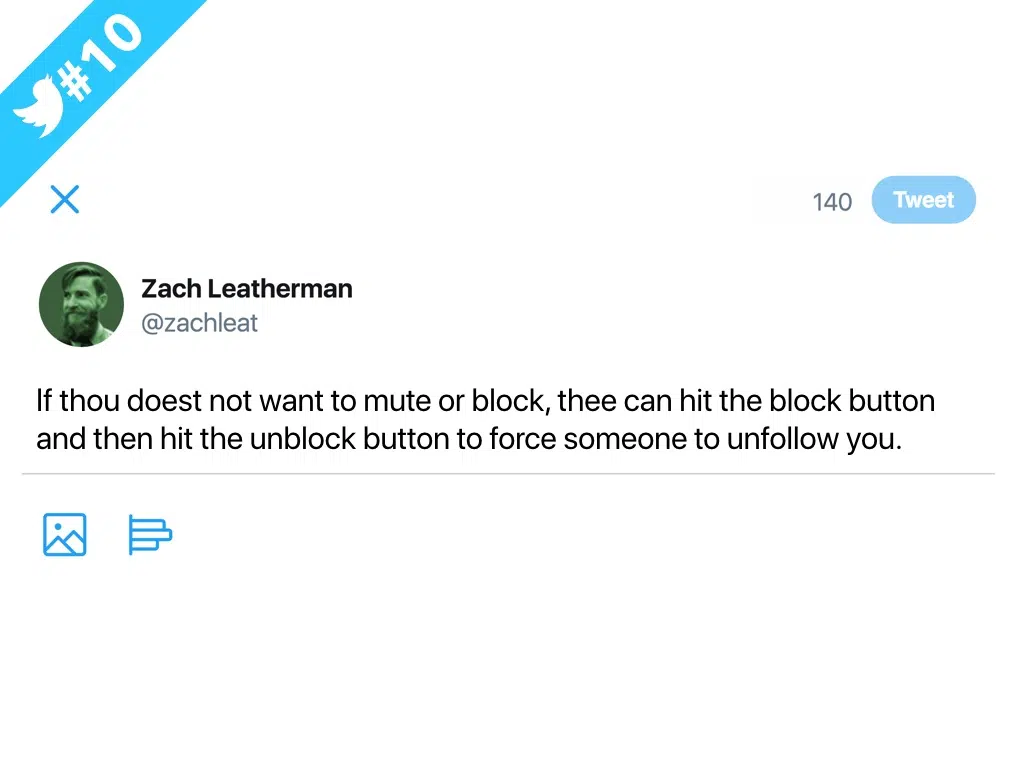 #10
140
Tweet
Zach Leatherman
@zachleat
If thou doest not want to mute or block, thee can hit the block button
and then hit the unblock button to force someone to unfollow you.